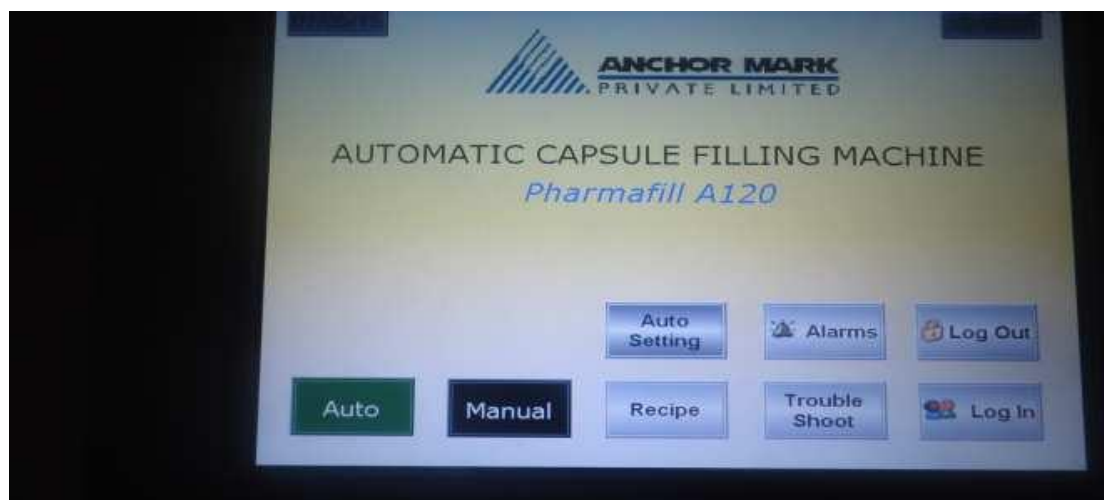 ANCHOR MARK
PRIVATE LIMITED
AUTOMATIC CAPSULE FILLING MACHINE
Pharmafill A120
Auto
Setting
Alarms
Log Out
Auto
Manual
Recipe
Trouble
Shoot
Log In